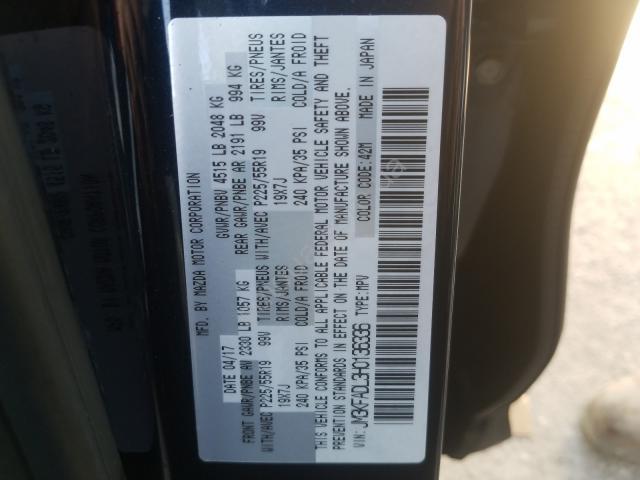 MFD. BY MAZDA MOTOR CORPORATION
DATE 04/17 GVWR/PNBV 4515 LB 2048 KG
FRONT GAWR/PNBE AV 2330 LB 1057 KG REAR GAWR/PNBE AR 2191 LB 994 KG
WITH/AVEC P225/55R19 99V TIRES/PNEUS WITH/AVEC P225/55R19 99V TIRES/PNEUS
19X7J RIMS/JANTES 19X7J RIMS/JANTES
240 KPA/35 PSI COLD/A FROID 240 KPA/35 PSI COLD/A FROID
THIS VEHICLE CONFORMS TO ALL APPLICABLE FEDERAL MOTOR VEHICLE SAFETY AND THEFT
PREVENTION STANDARDS IN EFFECT ON THE DATE OF MANUFACTURE SHOWN ABOVE.
VIN: JM3KFADL3H0136336 TYPE: MPV COLOR CODE: 42M MADE IN JAPAN